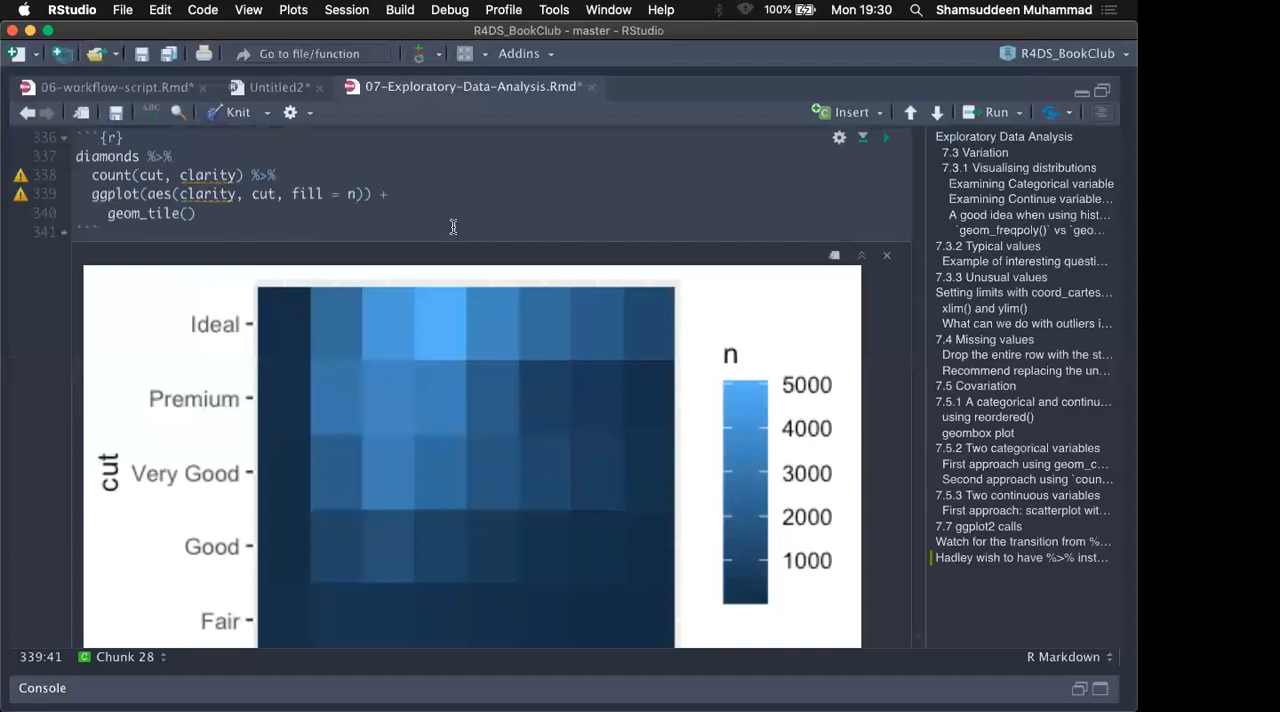 RStudio File Edit Code View Plots Session Build Debug Profile Tools Window Help 100% Mon 19:30 Shamsuddeen Muhammad
R4DS_BookClub - master - RStudio
Go to file/function Addins R4DS_BookClub
06-workflow-script.Rmd* Untitled2* 07-Exploratory-Data-Analysis.Rmd*
ABC Knit Insert Run
336 ```{r}
337 diamonds %>%
338 count(cut, clarity) %>%
339 ggplot(aes(clarity, cut, fill = n)) +
340 geom_tile()
341 ```
Ideal
Premium
Very Good
Good
Fair
cut
n
5000
4000
3000
2000
1000
Exploratory Data Analysis
7.3 Variation
7.3.1 Visualising distributions
Examining Categorical variable
Examining Continue variable...
A good idea when using hist...
`geom_freqpoly()` vs `geo...
7.3.2 Typical values
Example of interesting questi...
7.3.3 Unusual values
Setting limits with coord_cartes...
xlim() and ylim()
What can we do with outliers i...
7.4 Missing values
Drop the entire row with the st...
Recommend replacing the un...
7.5 Covariation
7.5.1 A categorical and continu...
using reordered()
geombox plot
7.5.2 Two categorical variables
First approach using geom_c...
Second approach using `coun...
7.5.3 Two continuous variables
First approach: scatterplot wit...
7.7 ggplot2 calls
Watch for the transition from %...
Hadley wish to have %>% inst...
339:41 Chunk 28 R Markdown
Console